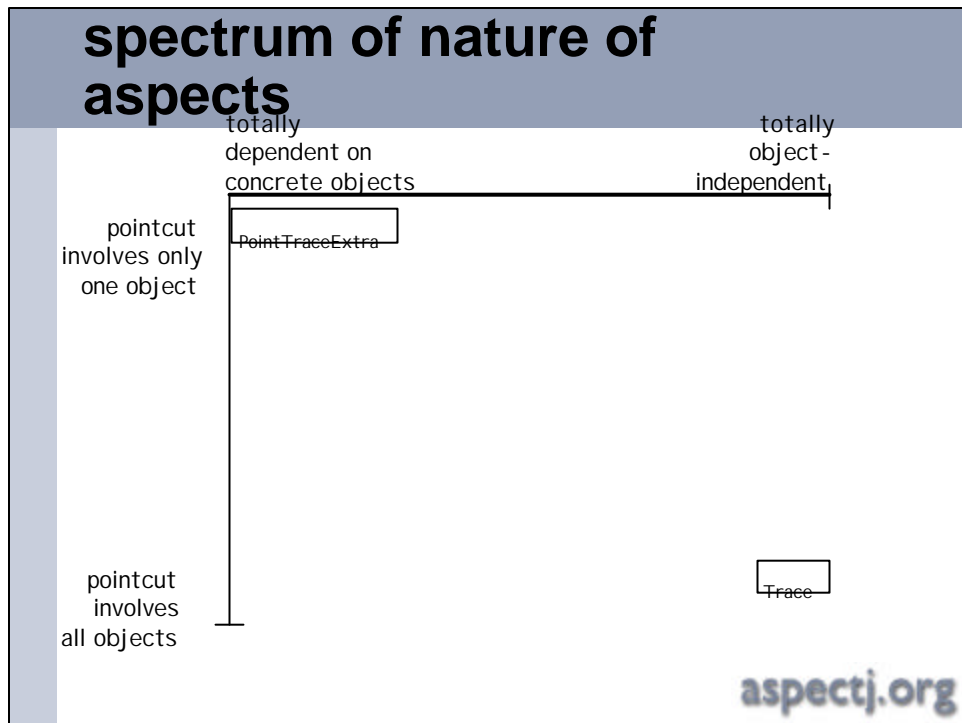 spectrum of nature of
aspects
totally
dependent on
concrete objects
totally
object-
independent
pointcut
involves only
one object
PointTraceExtra
pointcut
involves
all objects
Trace
aspectj.org